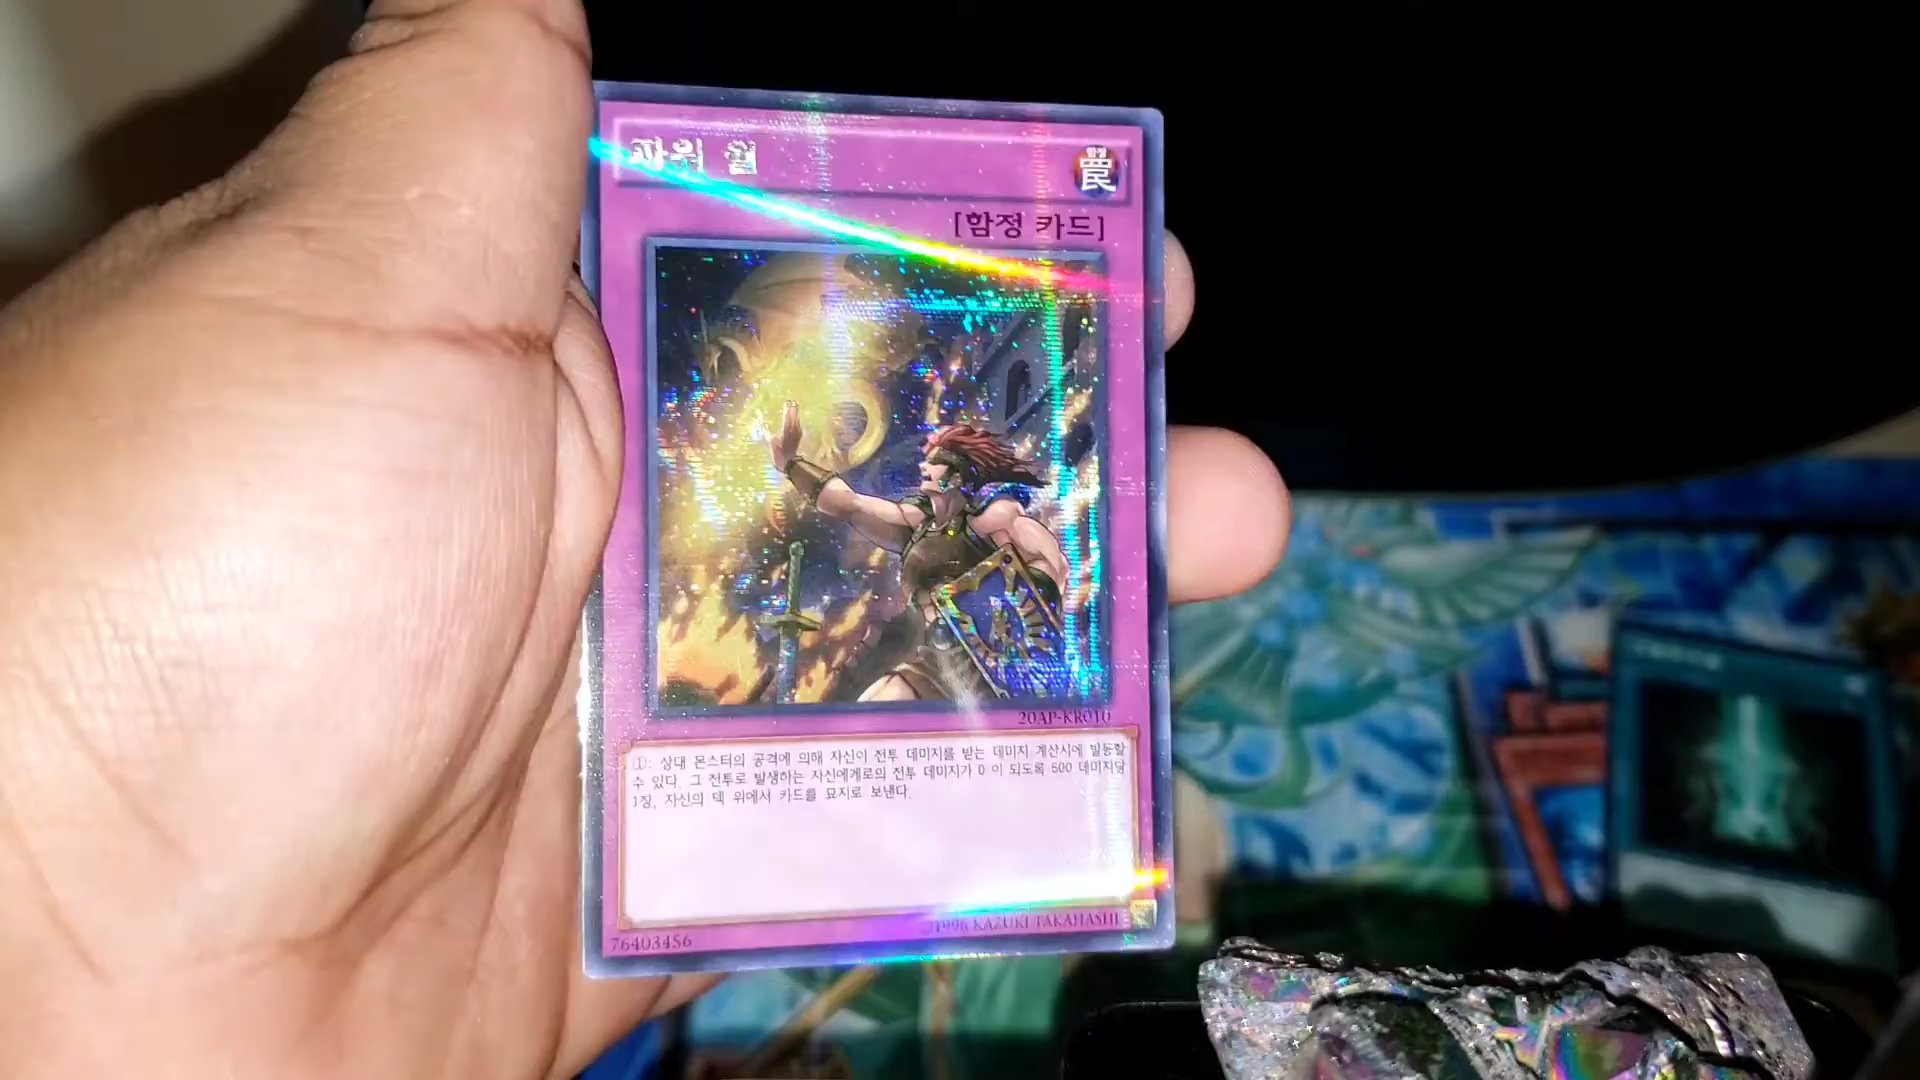 파워 월
함정
罠
[함정 카드]
20AP-KR010
①: 상대 몬스터의 공격에 의해 자신이 전투 데미지를 받는 데미지 계산시에 발동할
수 있다. 그 전투로 발생하는 자신에게로의 전투 데미지가 0 이 되도록 500 데미지당
1장, 자신의 덱 위에서 카드를 묘지로 보낸다.
76403456
©1996 KAZUKI TAKAHASHI